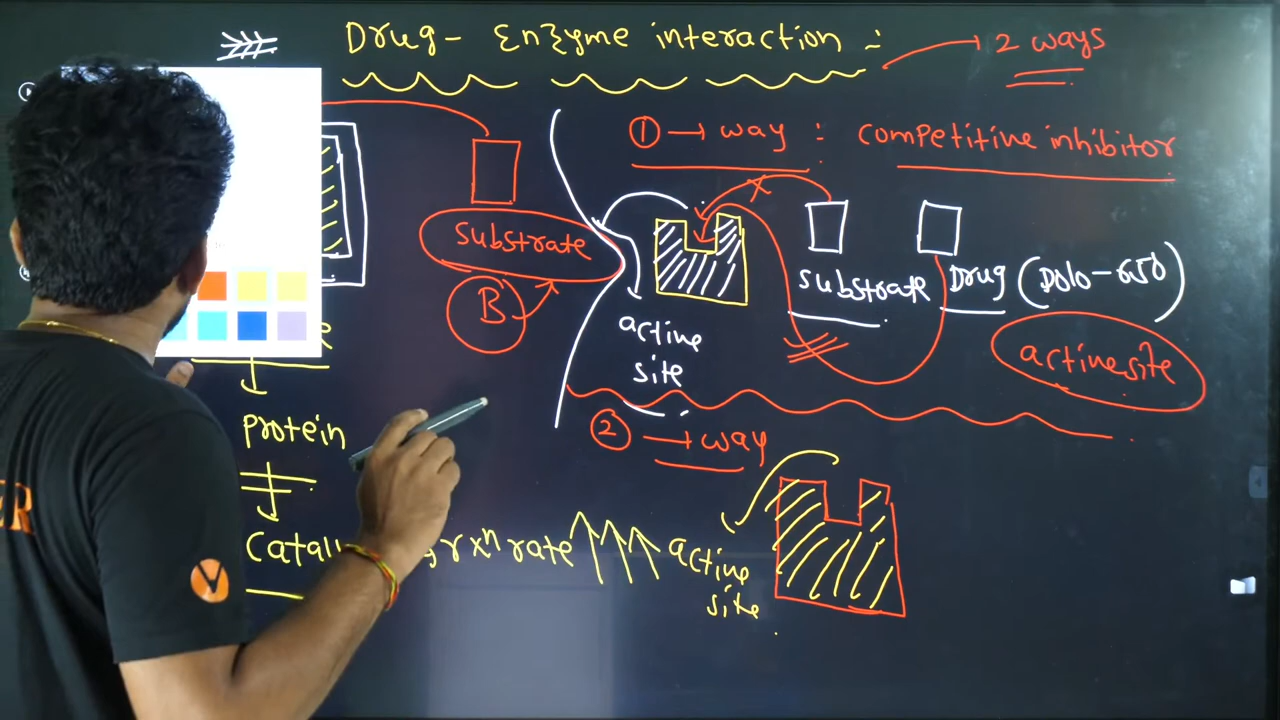 Drug- Enzyme interaction :-
2 ways
① → way : competitive inhibitor
substrate
B
active
site
substrate
Drug (Dolo-650)
active site
② → way
Protein
rxn rate ↑↑↑
active
site
V